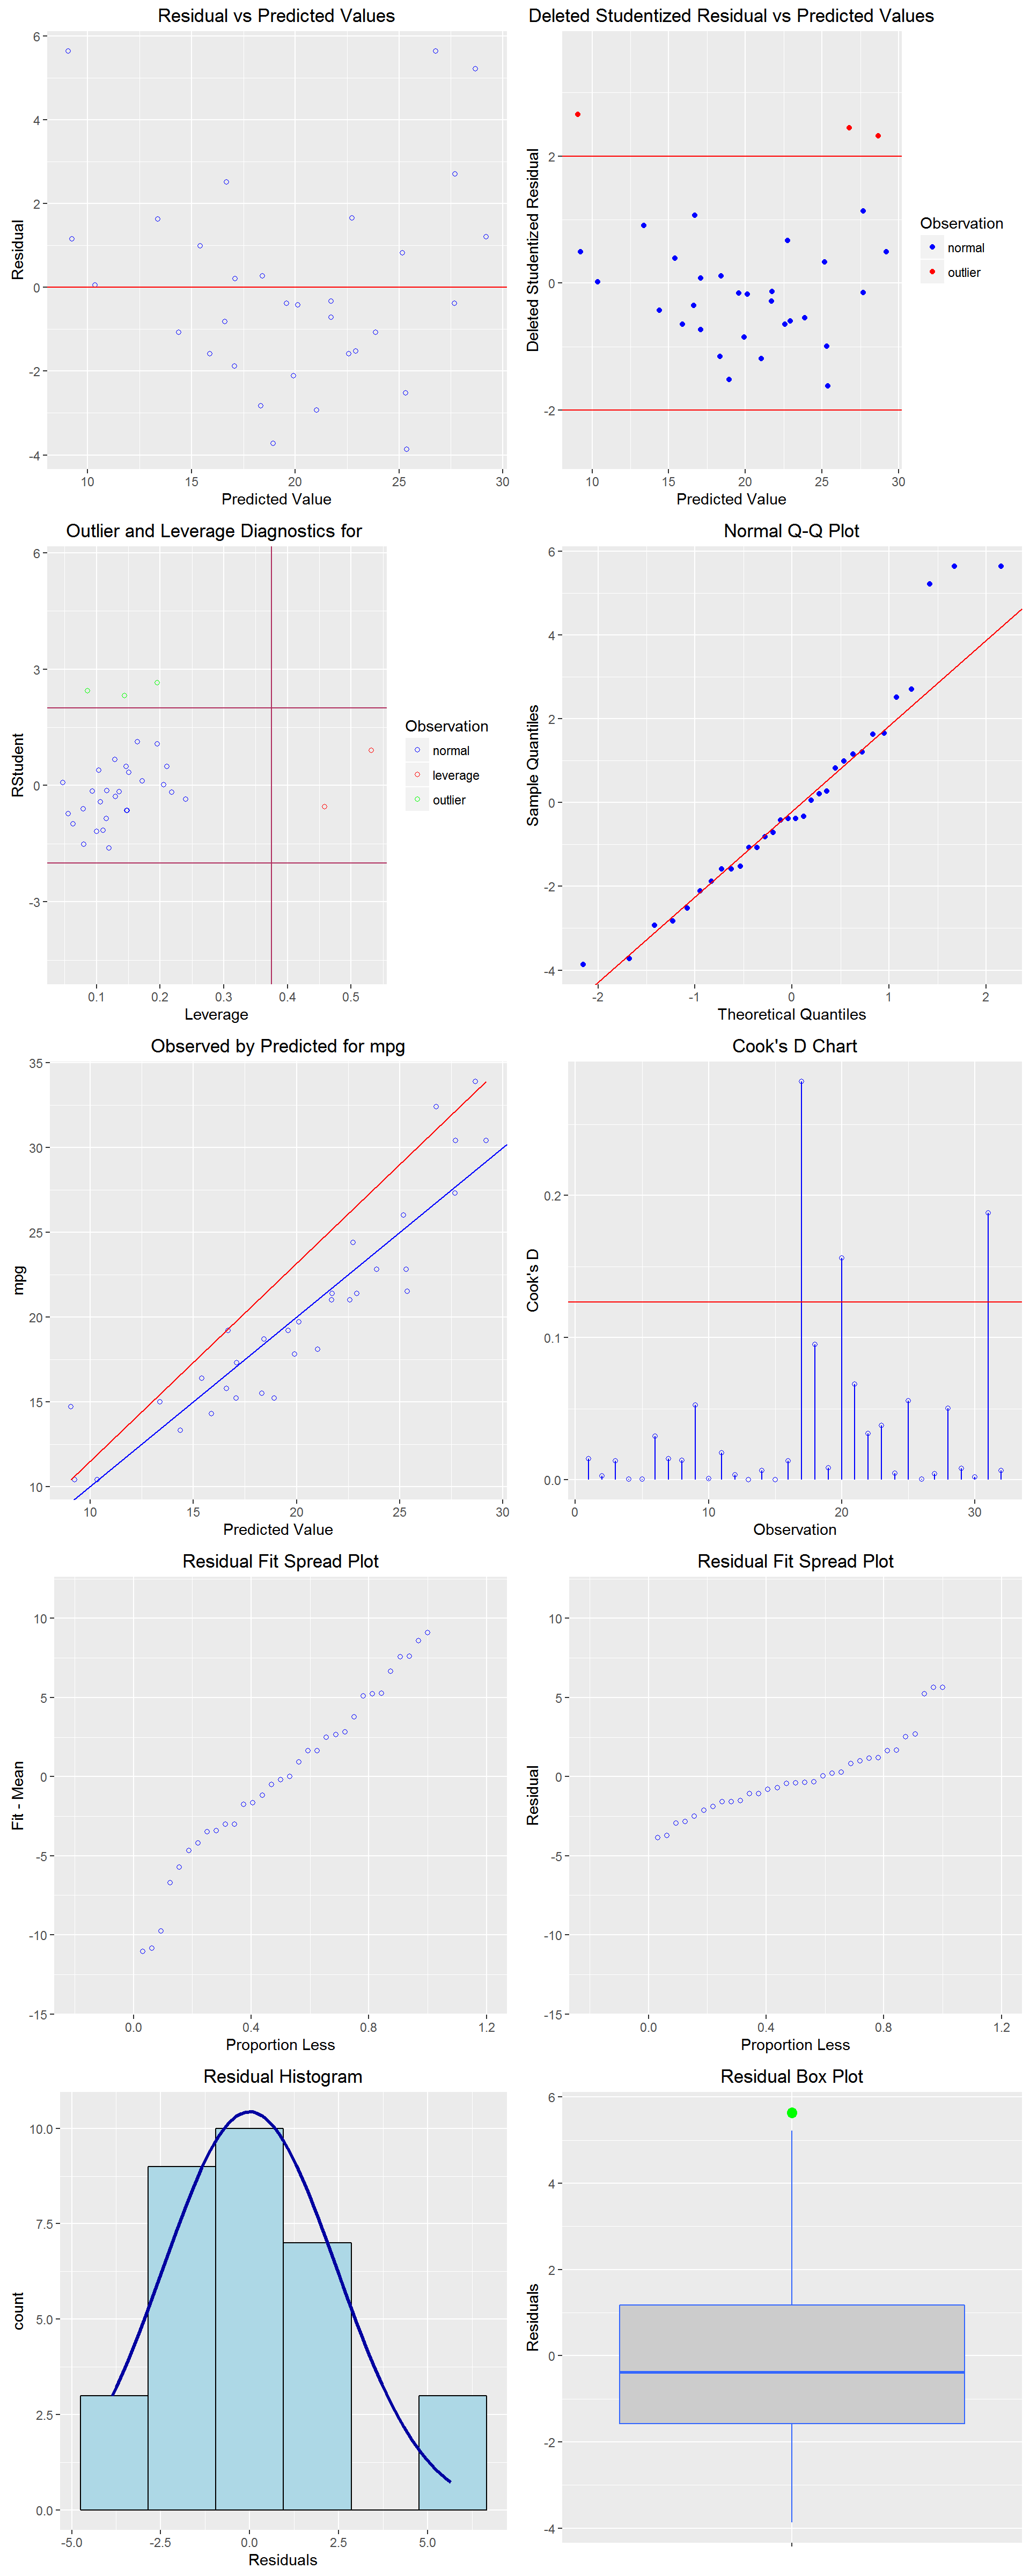 Residual vs Predicted Values
6
4
2
0
-2
-4
Residual
10 15 20 25 30
Predicted Value
Deleted Studentized Residual vs Predicted Values
2
0
-2
Deleted Studentized Residual
10 15 20 25 30
Predicted Value
Observation
normal
outlier
Outlier and Leverage Diagnostics for
6
3
0
-3
RStudent
0.1 0.2 0.3 0.4 0.5
Leverage
Observation
normal
leverage
outlier
Normal Q-Q Plot
6
4
2
0
-2
-4
Sample Quantiles
-2 -1 0 1 2
Theoretical Quantiles
Observed by Predicted for mpg
35
30
25
20
15
10
mpg
10 15 20 25 30
Predicted Value
Cook's D Chart
0.2
0.1
0.0
Cook's D
0 10 20 30
Observation
Residual Fit Spread Plot
10
5
0
-5
-10
-15
Fit - Mean
0.0 0.4 0.8 1.2
Proportion Less
Residual Fit Spread Plot
10
5
0
-5
-10
-15
Residual
0.0 0.4 0.8 1.2
Proportion Less
Residual Histogram
10.0
7.5
5.0
2.5
0.0
count
-5.0 -2.5 0.0 2.5 5.0
Residuals
Residual Box Plot
6
4
2
0
-2
-4
Residuals